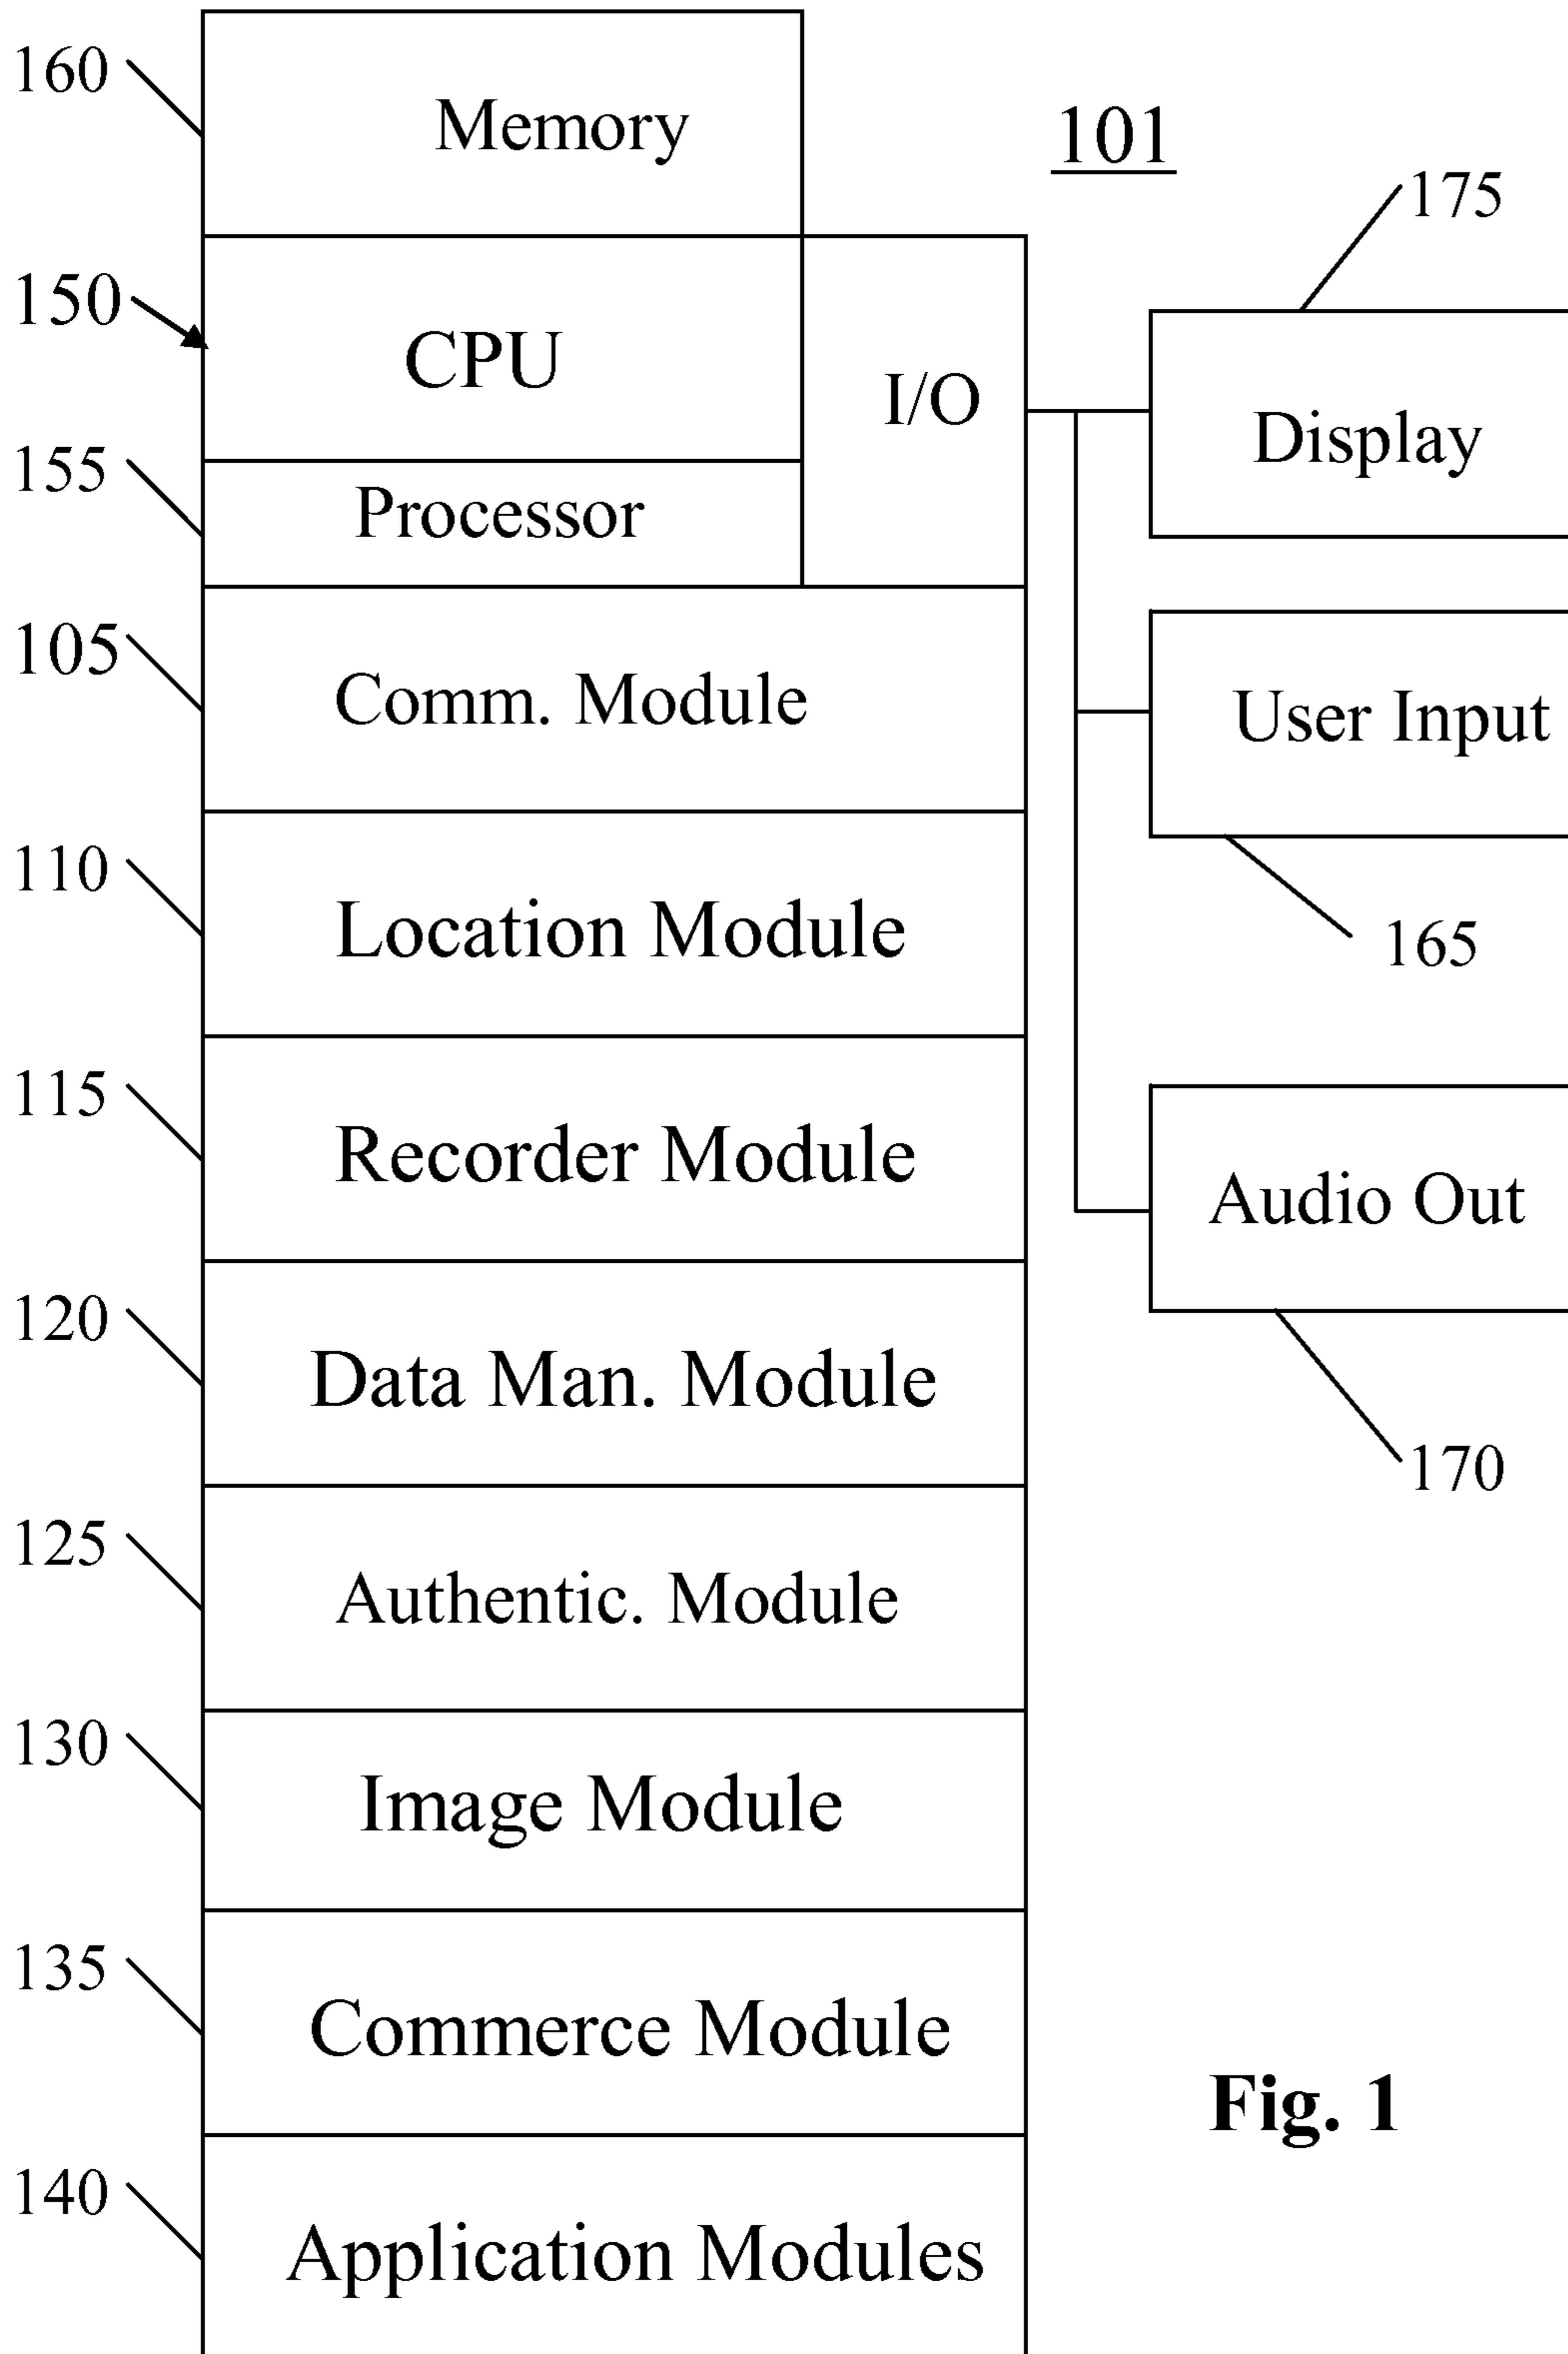 160
Memory
101
175
150
CPU
I/O
Display
155
Processor
105
Comm. Module
User Input
110
Location Module
165
115
Recorder Module
Audio Out
120
Data Man. Module
170
125
Authentic. Module
130
Image Module
135
Commerce Module
Fig. 1
140
Application Modules